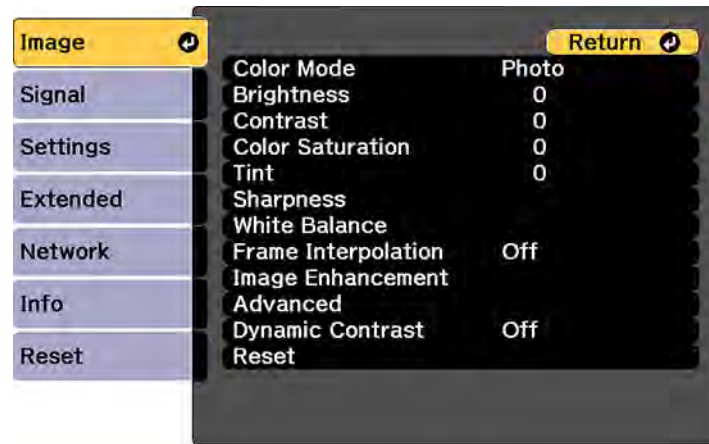 Image
Signal
Settings
Extended
Network
Info
Reset
Return
Color Mode Photo
Brightness 0
Contrast 0
Color Saturation 0
Tint 0
Sharpness
White Balance
Frame Interpolation Off
Image Enhancement
Advanced
Dynamic Contrast Off
Reset